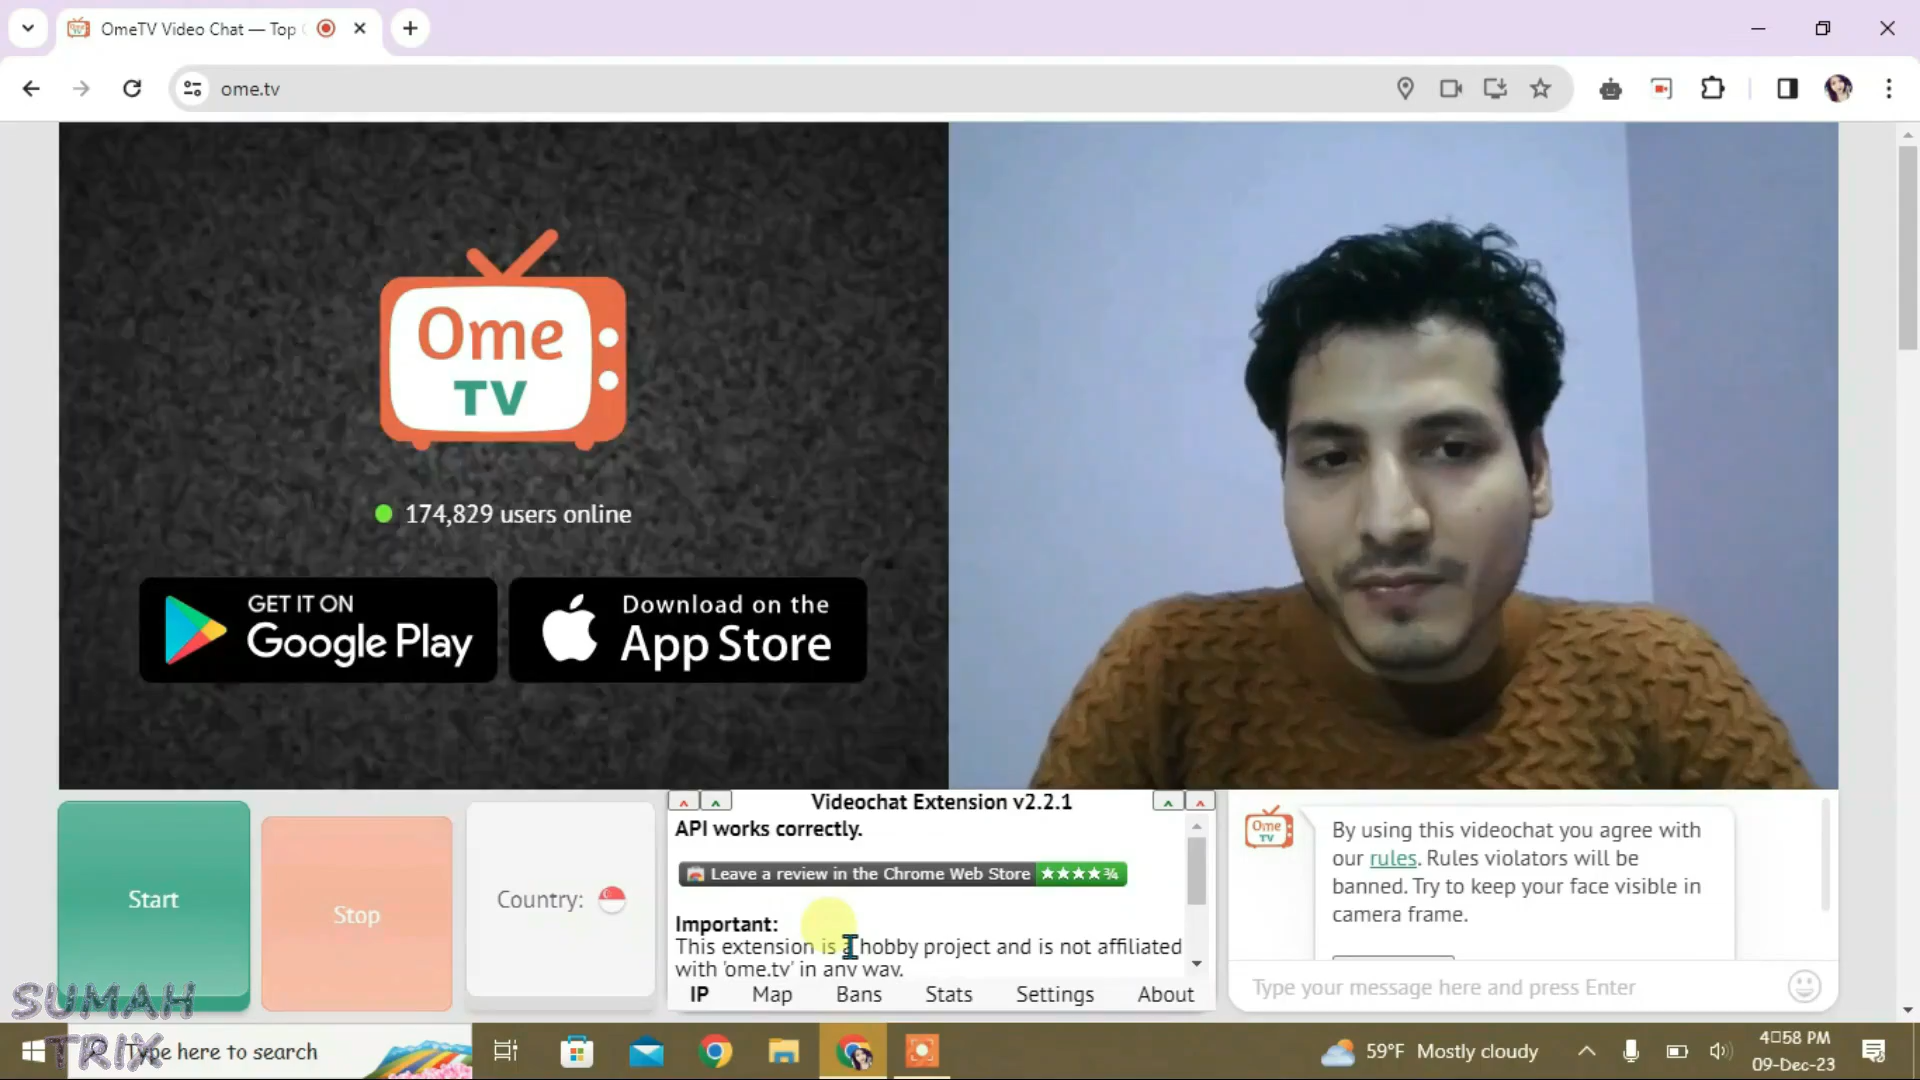 OmeTV Video Chat — Top
ome.tv
Ome
TV
174,829 users online
GET IT ON
Google Play
Download on the
App Store
Start
Stop
Country:
Videochat Extension v2.2.1
API works correctly.
Leave a review in the Chrome Web Store ★★★★¾
Important:
This extension is a hobby project and is not affiliated
with 'ome.tv' in any way.
IP Map Bans Stats Settings About
Ome
TV
By using this videochat you agree with
our rules. Rules violators will be
banned. Try to keep your face visible in
camera frame.
Type your message here and press Enter
SUMAH
TRIX
Type here to search
59°F Mostly cloudy
4:58 PM
09-Dec-23